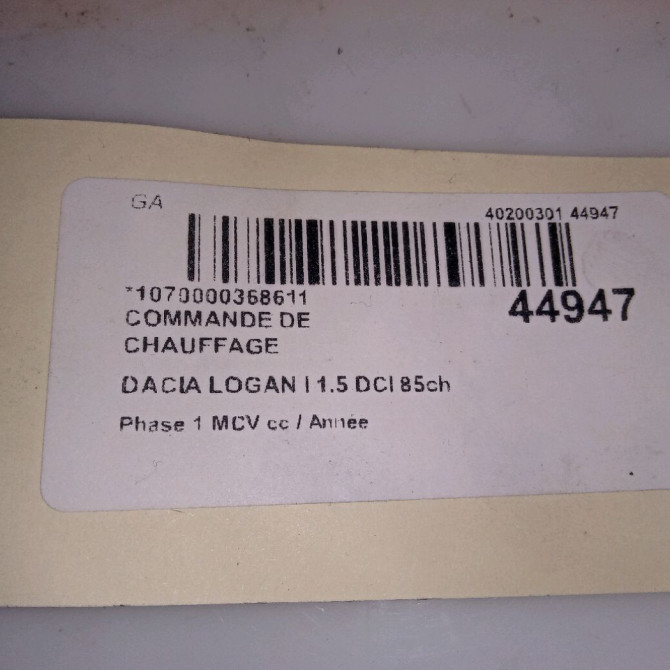 GA
40200301 44947
*1070000368611
44947
COMMANDE DE
CHAUFFAGE
DACIA LOGAN I 1.5 DCI 85ch
Phase 1 MCV cc / Année